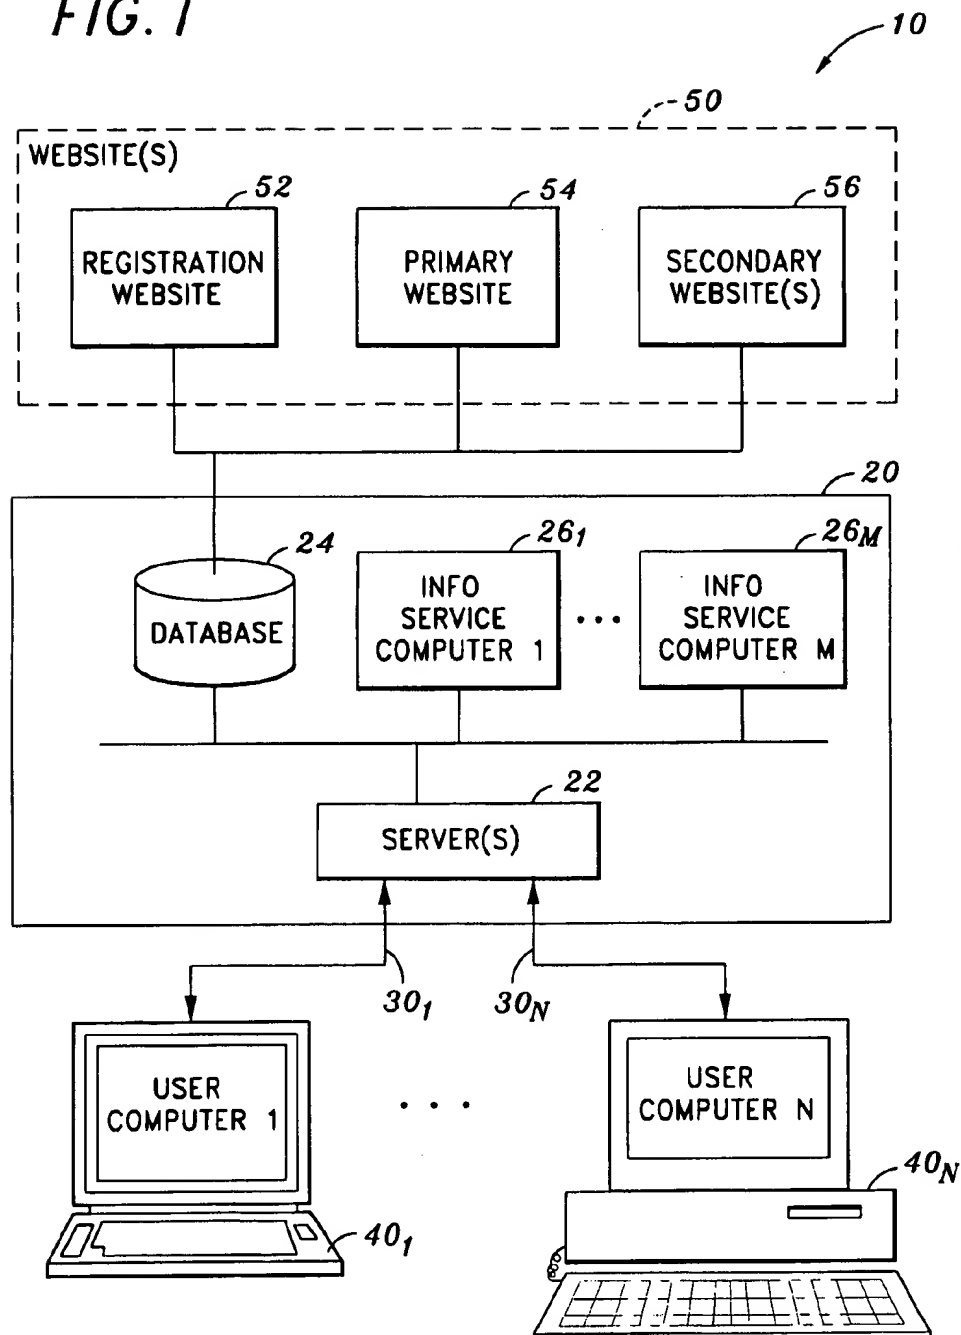 FIG. 1
10
50
WEBSITE(S)
52
54
56
REGISTRATION
WEBSITE
PRIMARY
WEBSITE
SECONDARY
WEBSITE(S)
20
24
26₁
26M
DATABASE
INFO
SERVICE
COMPUTER 1
...
INFO
SERVICE
COMPUTER M
22
SERVER(S)
30₁
30N
USER
COMPUTER 1
...
USER
COMPUTER N
40₁
40N